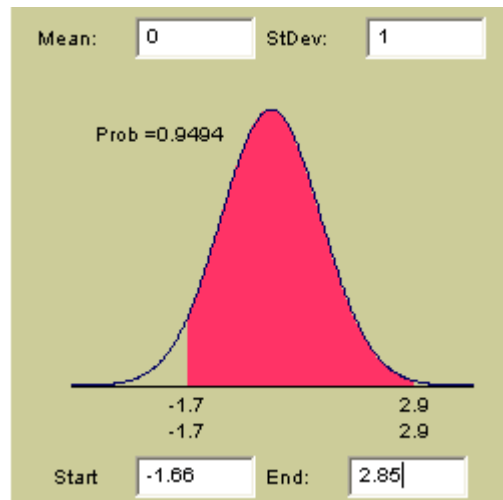 Mean: 0 StDev: 1
Prob =0.9494
-1.7 2.9
-1.7 2.9
Start -1.66 End: 2.85